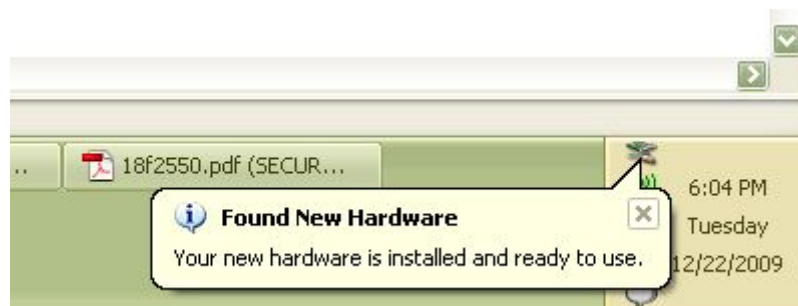 ..
18f2550.pdf (SECUR...
6:04 PM
Tuesday
12/22/2009
Found New Hardware
Your new hardware is installed and ready to use.